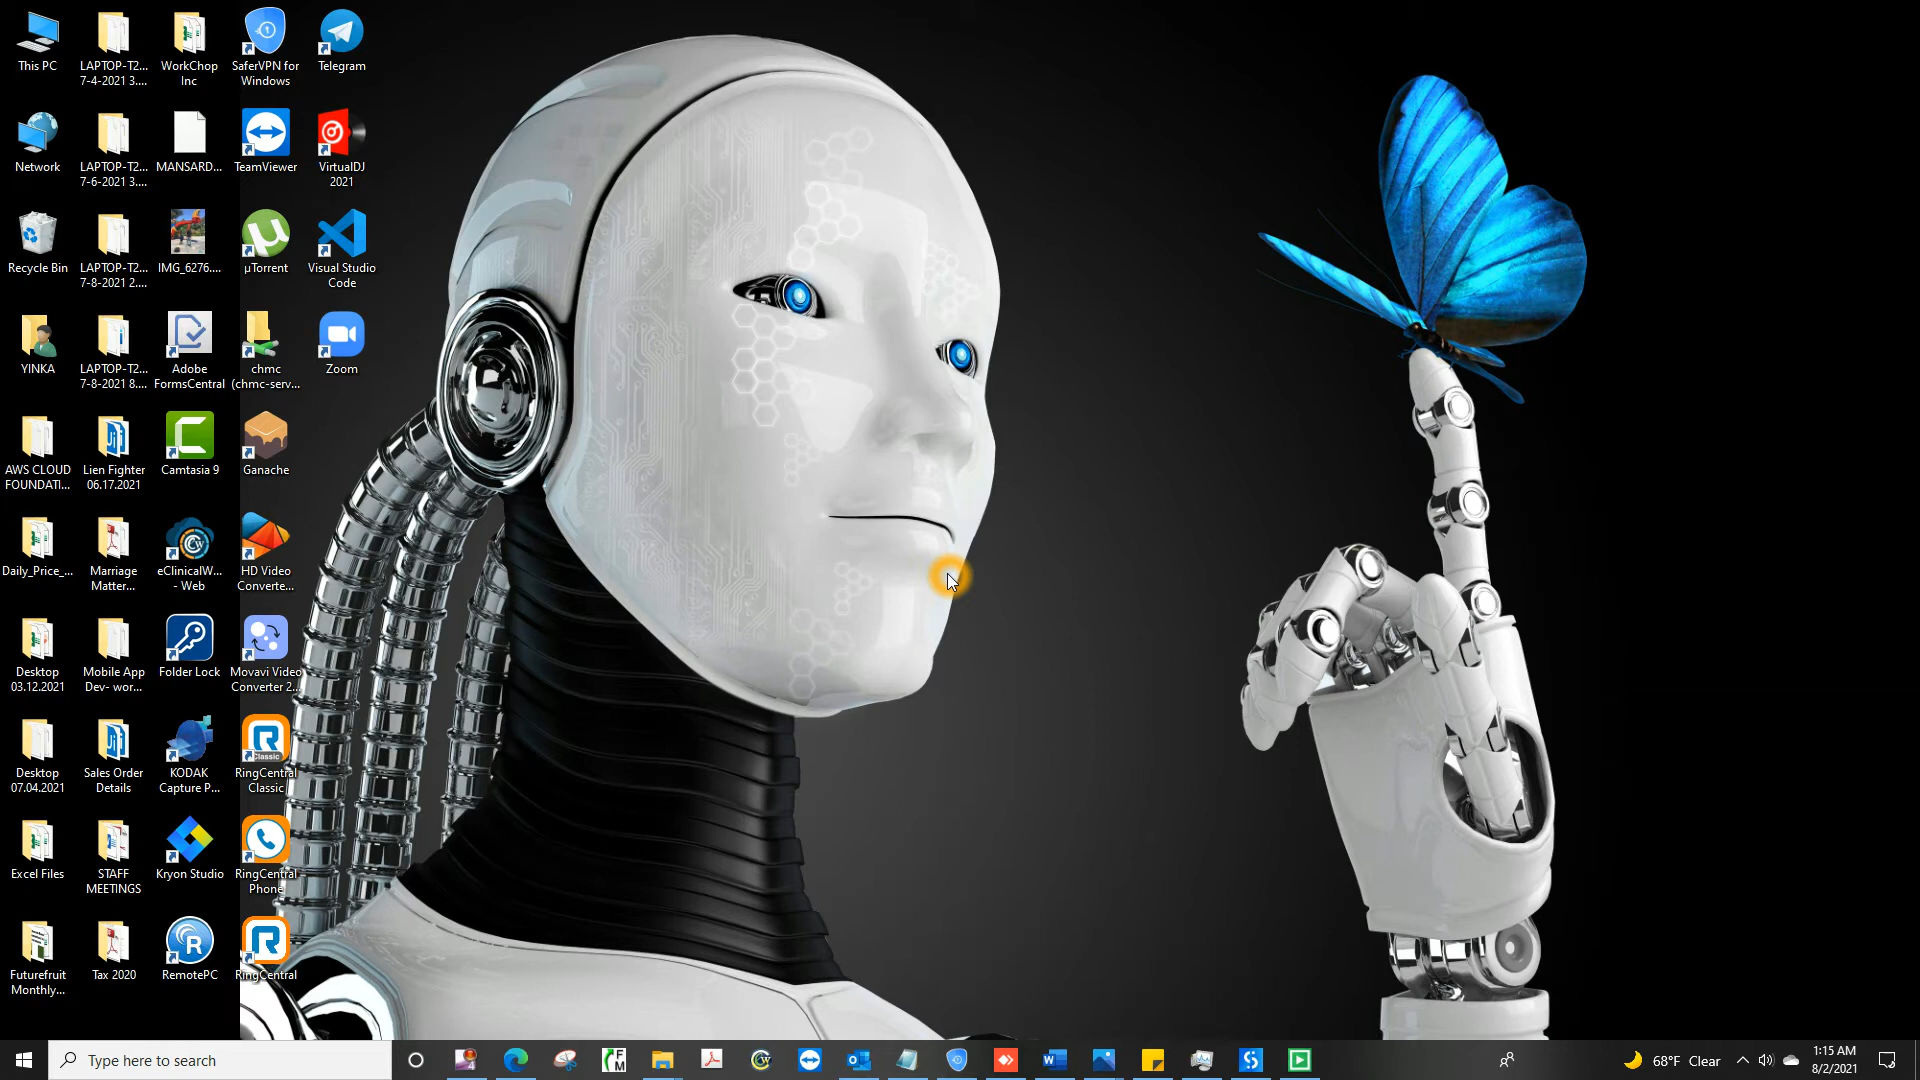 This PC
LAPTOP-T2...
7-4-2021 3....
WorkChop
Inc
SaferVPN for
Windows
Telegram
Network
LAPTOP-T2...
7-6-2021 3....
MANSARD...
TeamViewer
VirtualDJ
2021
Recycle Bin
LAPTOP-T2...
7-8-2021 2....
IMG_6276....
µTorrent
Visual Studio
Code
YINKA
LAPTOP-T2...
7-8-2021 8....
Adobe
FormsCentral
chmc
(chmc-serv...
Zoom
AWS CLOUD
FOUNDATI...
Lien Fighter
06.17.2021
Camtasia 9
Ganache
Daily_Price_...
Marriage
Matter...
eClinicalW...
- Web
HD Video
Converte...
Desktop
03.12.2021
Mobile App
Dev- wor...
Folder Lock
Movavi Video
Converter 2...
Desktop
07.04.2021
Sales Order
Details
KODAK
Capture P...
Classic
RingCentral
Classic
Excel Files
STAFF
MEETINGS
Kryon Studio
RingCentral
Phone
Futurefruit
Monthly...
Tax 2020
RemotePC
RingCentral
Type here to search
68°F Clear
1:15 AM
8/2/2021